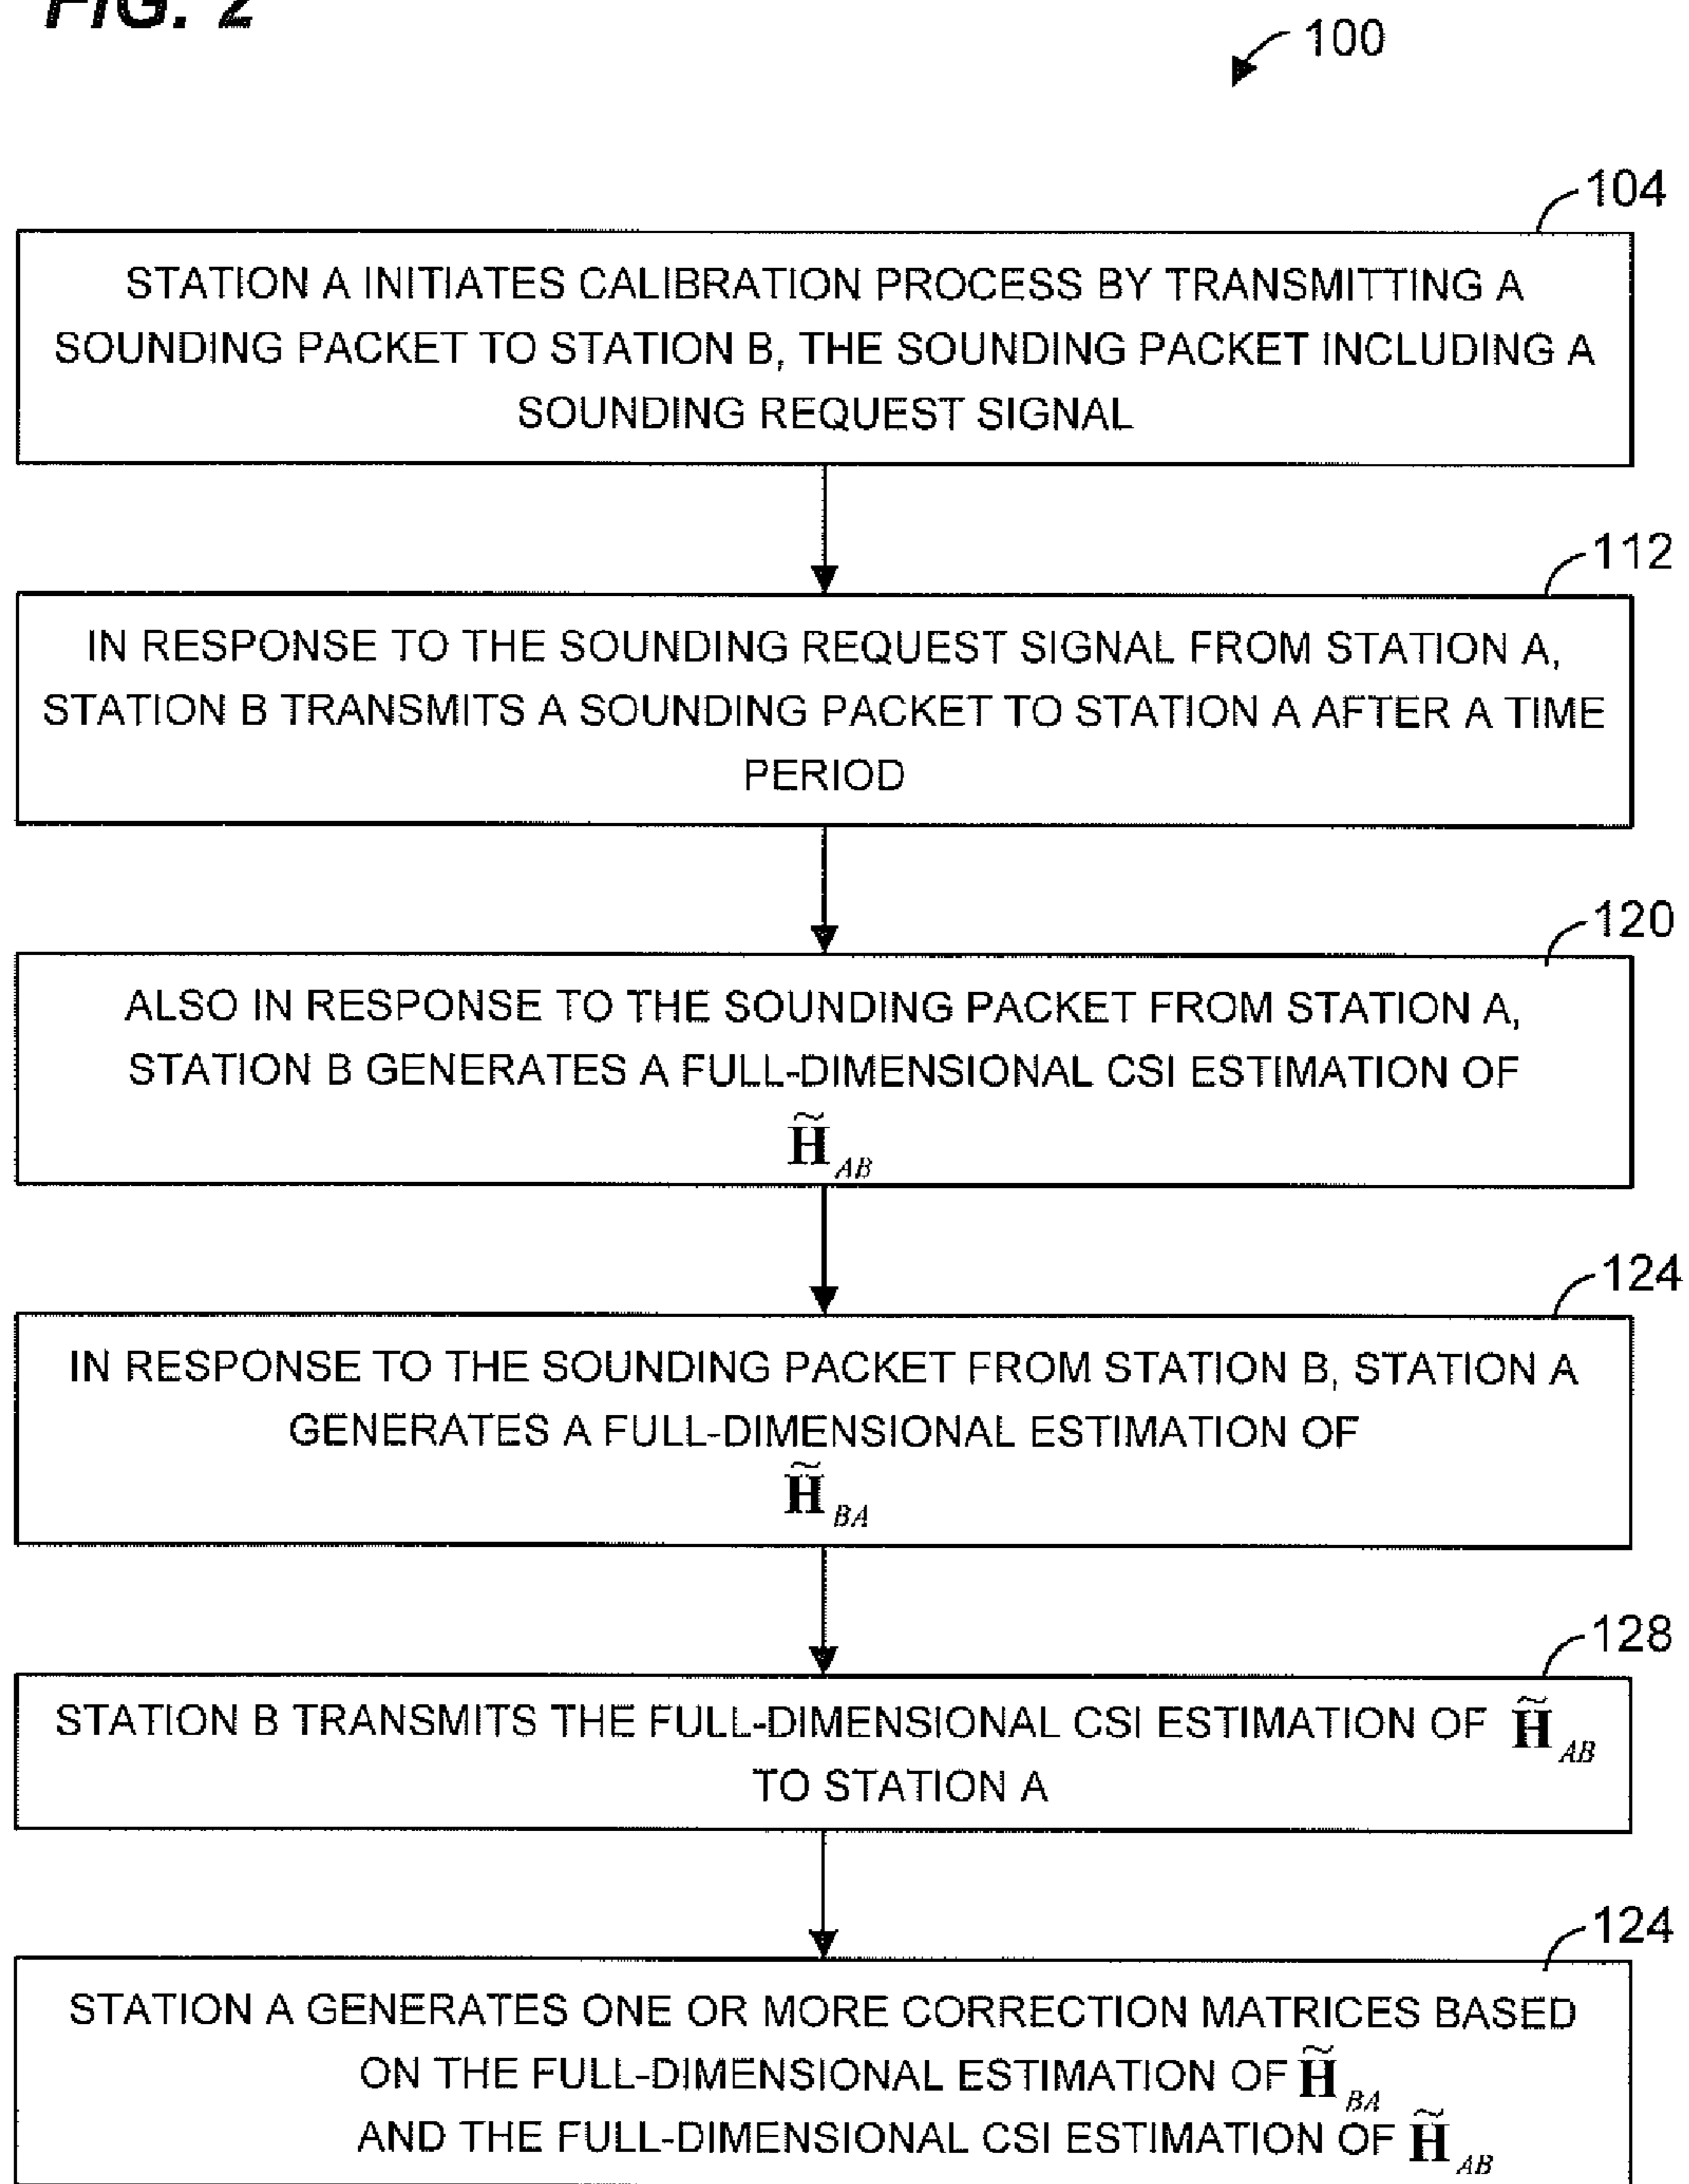 FIG. 2
100
104
STATION A INITIATES CALIBRATION PROCESS BY TRANSMITTING A
SOUNDING PACKET TO STATION B, THE SOUNDING PACKET INCLUDING A
SOUNDING REQUEST SIGNAL
112
IN RESPONSE TO THE SOUNDING REQUEST SIGNAL FROM STATION A,
STATION B TRANSMITS A SOUNDING PACKET TO STATION A AFTER A TIME
PERIOD
120
ALSO IN RESPONSE TO THE SOUNDING PACKET FROM STATION A,
STATION B GENERATES A FULL-DIMENSIONAL CSI ESTIMATION OF
H̃_AB
124
IN RESPONSE TO THE SOUNDING PACKET FROM STATION B, STATION A
GENERATES A FULL-DIMENSIONAL ESTIMATION OF
H̃_BA
128
STATION B TRANSMITS THE FULL-DIMENSIONAL CSI ESTIMATION OF H̃_AB
TO STATION A
124
STATION A GENERATES ONE OR MORE CORRECTION MATRICES BASED
ON THE FULL-DIMENSIONAL ESTIMATION OF H̃_BA
AND THE FULL-DIMENSIONAL CSI ESTIMATION OF H̃_AB